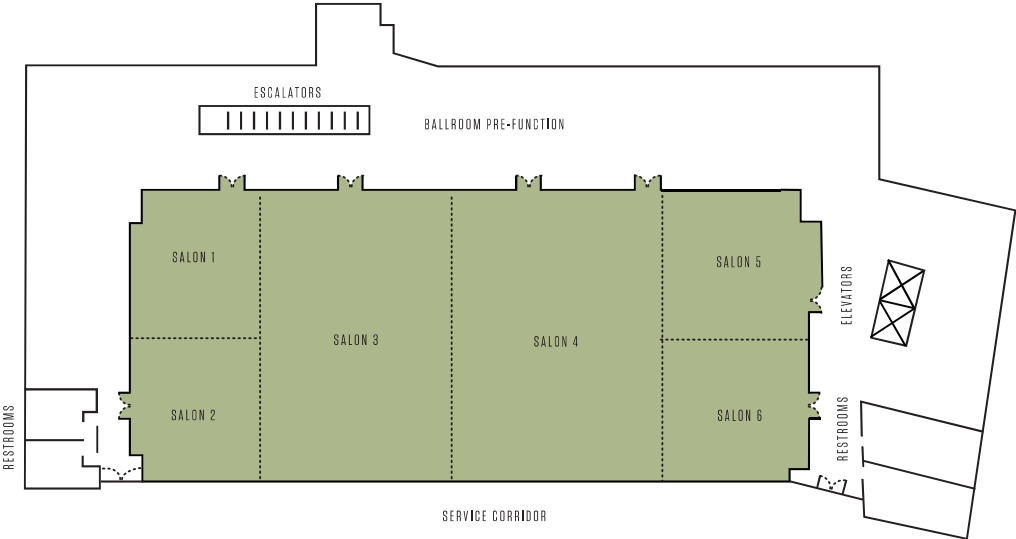 ESCALATORS
BALLROOM PRE-FUNCTION
SALON 1
SALON 5
ELEVATORS
SALON 3
SALON 4
SALON 2
SALON 6
RESTROOMS
RESTROOMS
SERVICE CORRIDOR